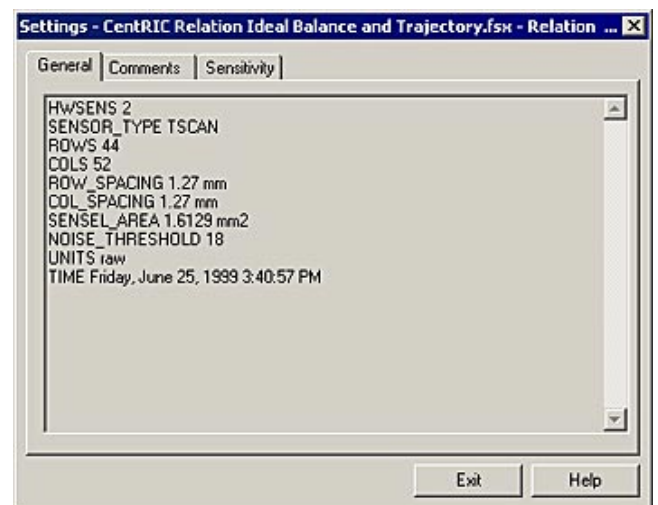 Settings - CentRIC Relation Ideal Balance and Trajectory.fsx - Relation ...
General Comments Sensitivity
HWSENS 2
SENSOR_TYPE TSCAN
ROWS 44
COLS 52
ROW_SPACING 1.27 mm
COL_SPACING 1.27 mm
SENSEL_AREA 1.6129 mm2
NOISE_THRESHOLD 18
UNITS raw
TIME Friday, June 25, 1999 3:40:57 PM
Exit Help